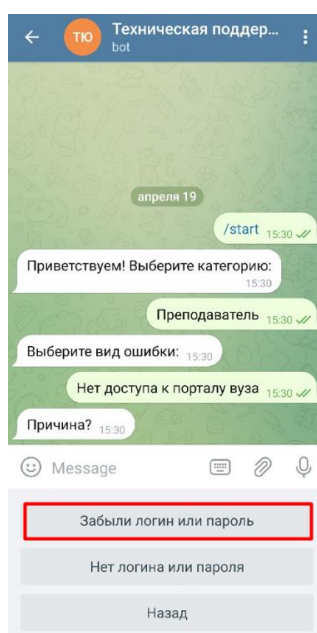 ТЮ
Техническая поддер...
bot
апреля 19
/start 15:30
Приветствуем! Выберите категорию:
15:30
Преподаватель 15:30
Выберите вид ошибки: 15:30
Нет доступа к порталу вуза 15:30
Причина? 15:30
Message
Забыли логин или пароль
Нет логина или пароля
Назад